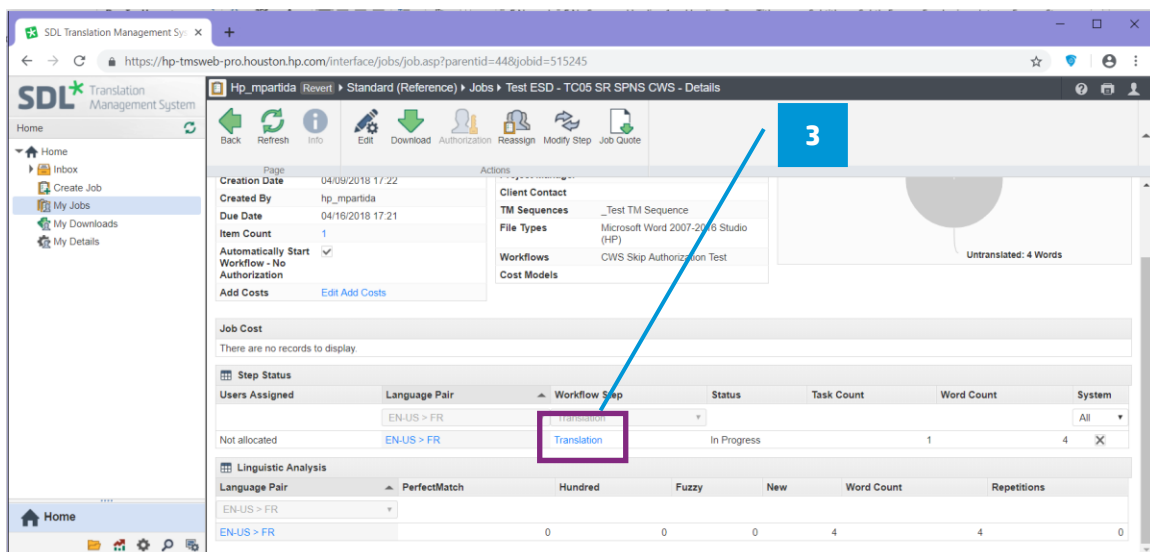 SDL Translation Management Sy
https://hp-tmsweb-pro.houston.hp.com/interface/jobs/job.asp?parentid=44&jobid=515245
SDL Translation Management System
Hp_mpartida Revert Standard (Reference) Jobs Test ESD - TC05 SR SPNS CWS - Details
Home
Back Refresh Info Edit Download Authorization Reassign Modify Step Job Quote
3
Page Actions
Home
Inbox
Create Job
My Jobs
My Downloads
My Details
Creation Date 04/09/2018 17:22
Created By hp_mpartida
Due Date 04/16/2018 17:21
Item Count 1
Automatically Start Workflow - No Authorization
Add Costs Edit Add Costs
Client Contact
TM Sequences _Test TM Sequence
File Types Microsoft Word 2007-2016 Studio (HP)
Workflows CWS Skip Authorization Test
Cost Models
Untranslated: 4 Words
Job Cost
There are no records to display.
Step Status
Users Assigned Language Pair Workflow Step Status Task Count Word Count System
EN-US > FR Translation All
Not allocated EN-US > FR Translation In Progress 1 4
Linguistic Analysis
Language Pair PerfectMatch Hundred Fuzzy New Word Count Repetitions
EN-US > FR
EN-US > FR 0 0 0 4 4 0
Home